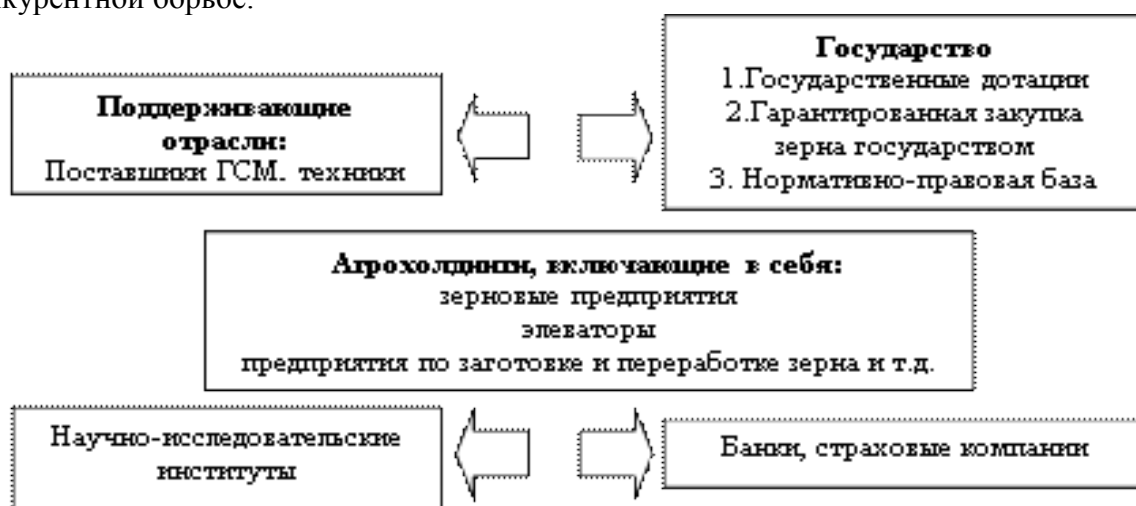 курентной борьбе.
Поддерживающие
отрасли:
Поставщики ГСМ, техники
Государство
1.Государственные дотации
2.Гарантированная закупка
зерна государством
3. Нормативно-правовая база
Агрохолдинги, включающие в себя:
зерновые предприятия
элеваторы
предприятия по заготовке и переработке зерна и т.д.
Научно-исследовательские
институты
Банки, страховые компании